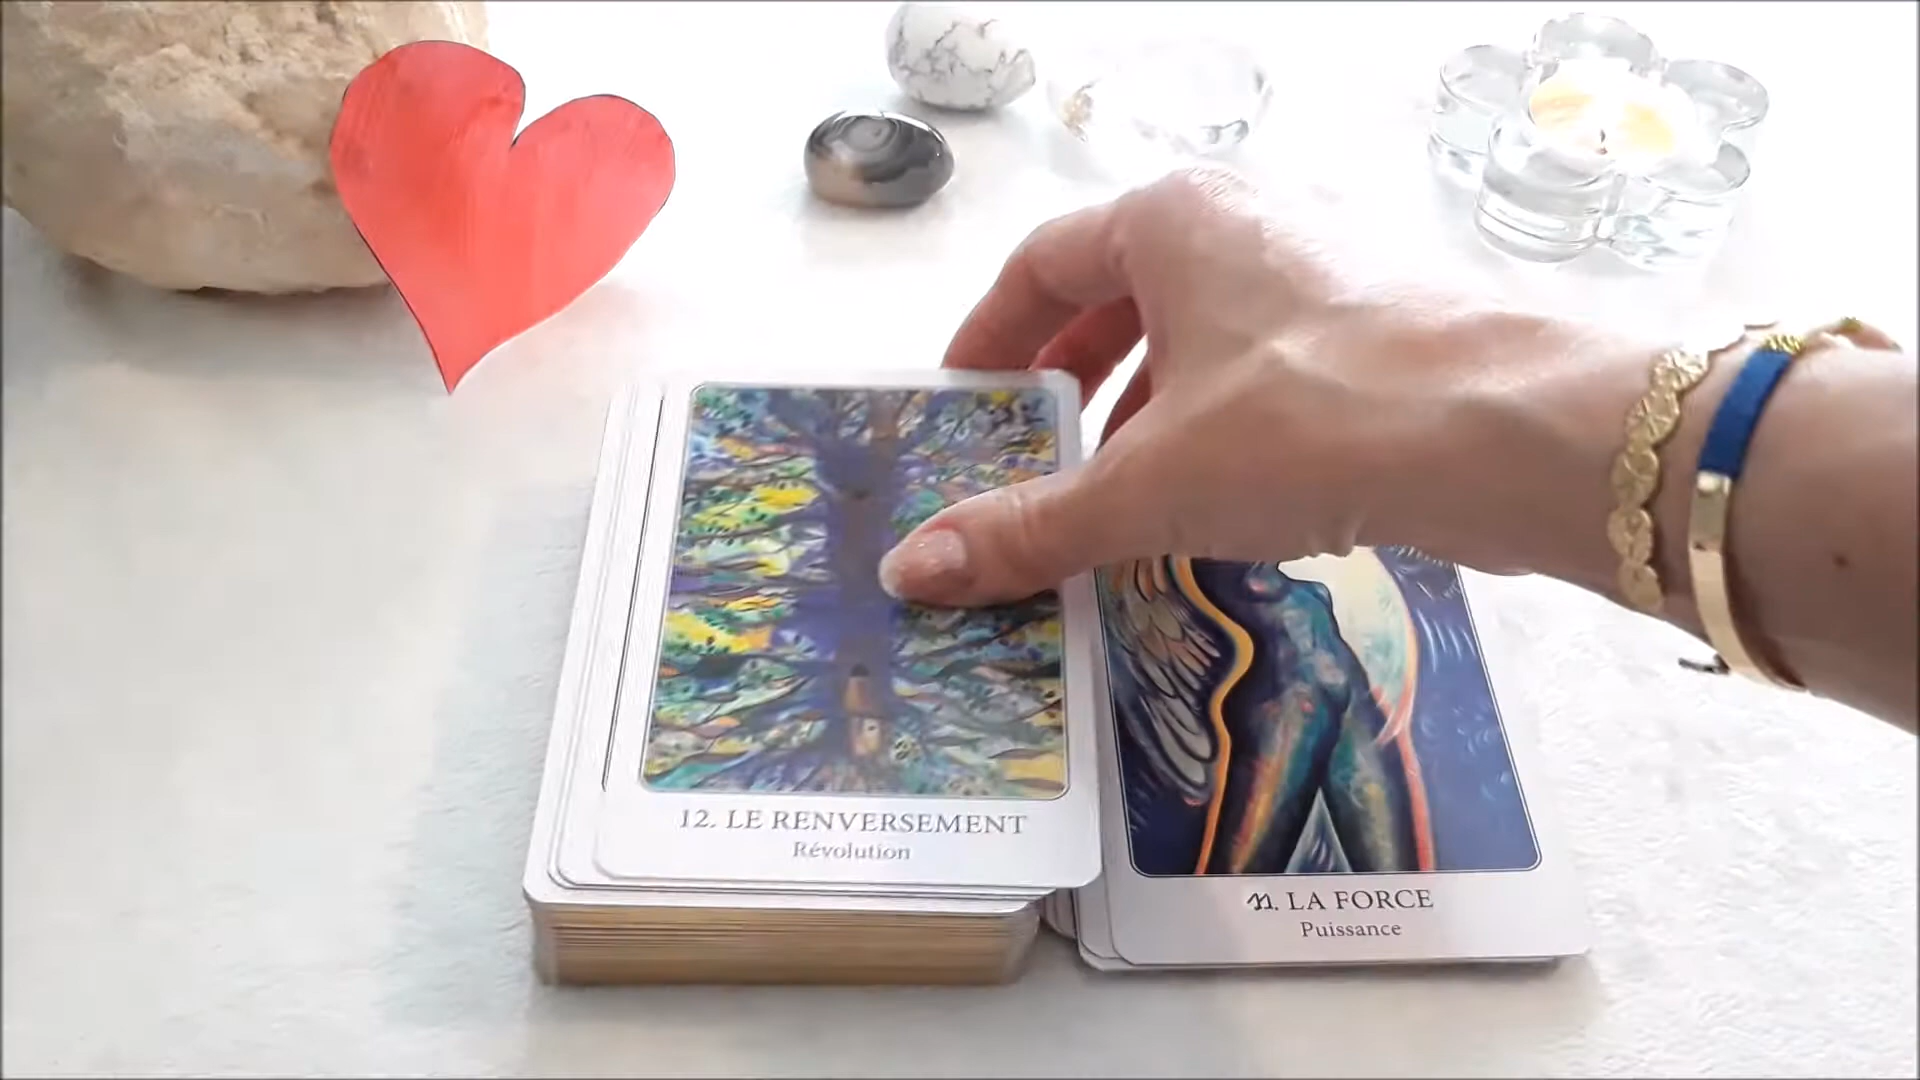 12. LE RENVERSEMENT
Révolution
11. LA FORCE
Puissance